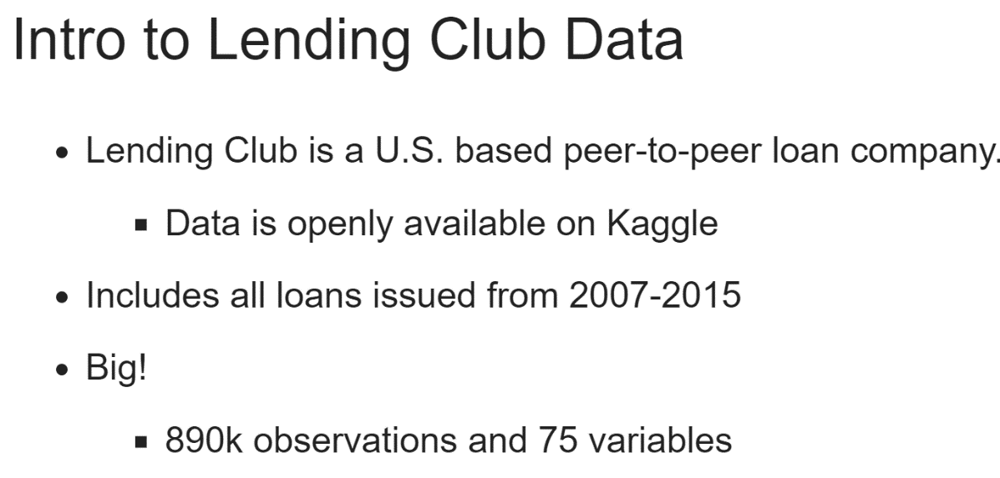 Intro to Lending Club Data
Lending Club is a U.S. based peer-to-peer loan company.
Data is openly available on Kaggle
Includes all loans issued from 2007-2015
Big!
890k observations and 75 variables